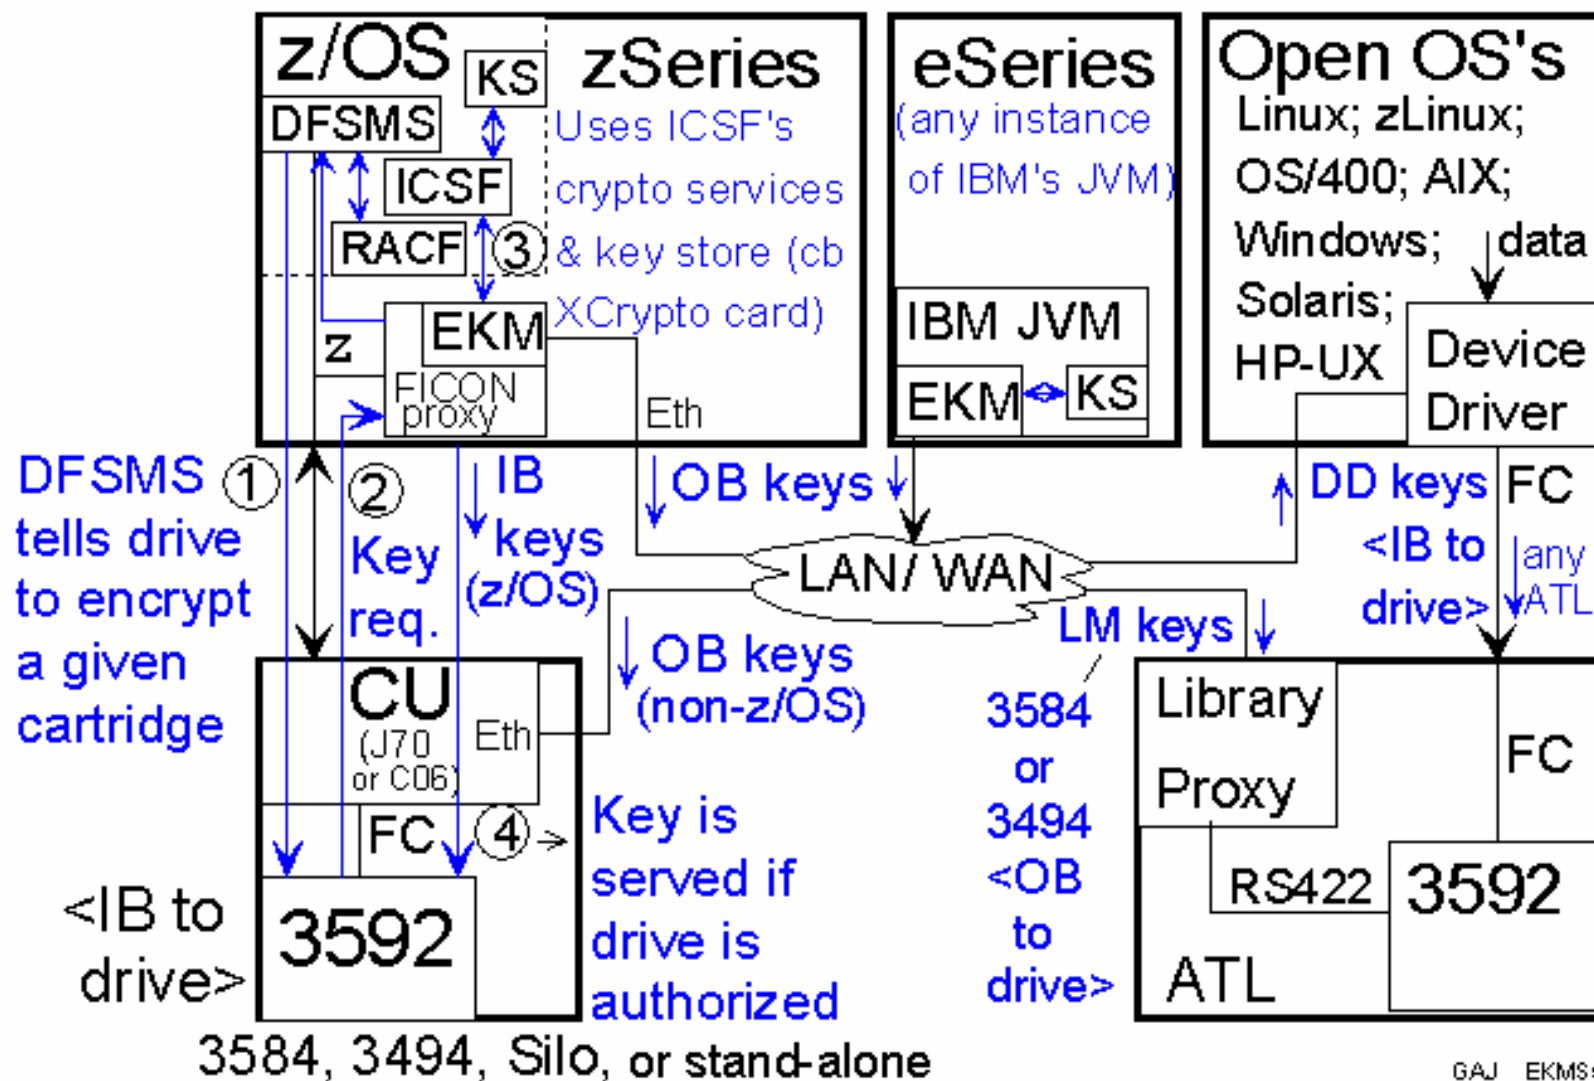 z/OS
KS
DFSMS
ICSF
RACF
3
zSeries
Uses ICSF's
crypto services
& key store (cb
XCrypto card)
EKM
z
FICON
proxy
Eth
eSeries
(any instance
of IBM's JVM)
IBM JVM
EKM
KS
Open OS's
Linux; zLinux;
OS/400; AIX;
Windows;
Solaris;
HP-UX
data
Device
Driver
DFSMS
tells drive
to encrypt
a given
cartridge
1
2
Key
req.
IB
keys
(z/OS)
OB keys
LAN/ WAN
DD keys
<IB to
drive>
FC
any
ATL
OB keys
(non-z/OS)
LM keys
3584
or
3494
<OB
to
drive>
CU
(J70
or C06)
Eth
FC
4
Key is
served if
drive is
authorized
3592
<IB to
drive>
3584, 3494, Silo, or stand-alone
Library
Proxy
FC
RS422
3592
ATL
GAJ EKMS